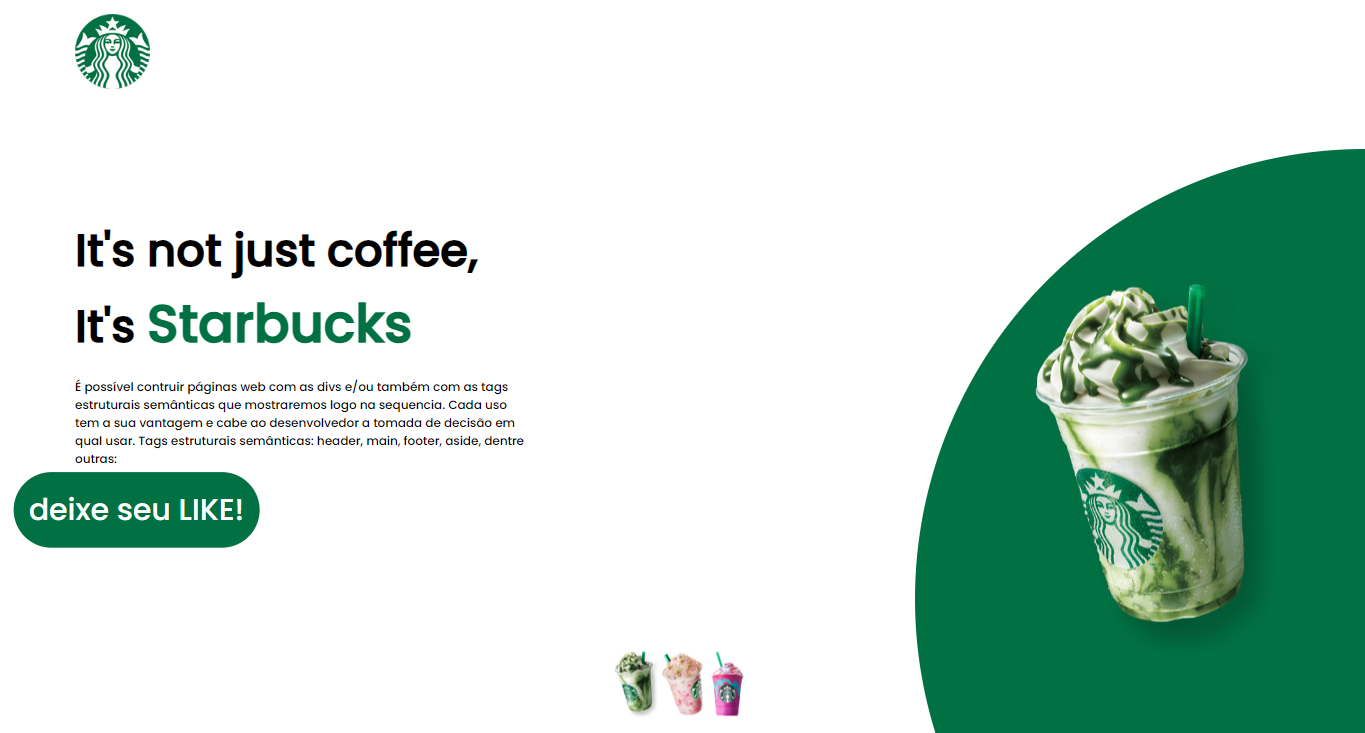 It's not just coffee,
It's Starbucks
É possível contruir páginas web com as divs e/ou também com as tags
estruturais semânticas que mostraremos logo na sequencia. Cada uso
tem a sua vantagem e cabe ao desenvolvedor a tomada de decisão em
qual usar. Tags estruturais semânticas: header, main, footer, aside, dentre
outras:
deixe seu LIKE!